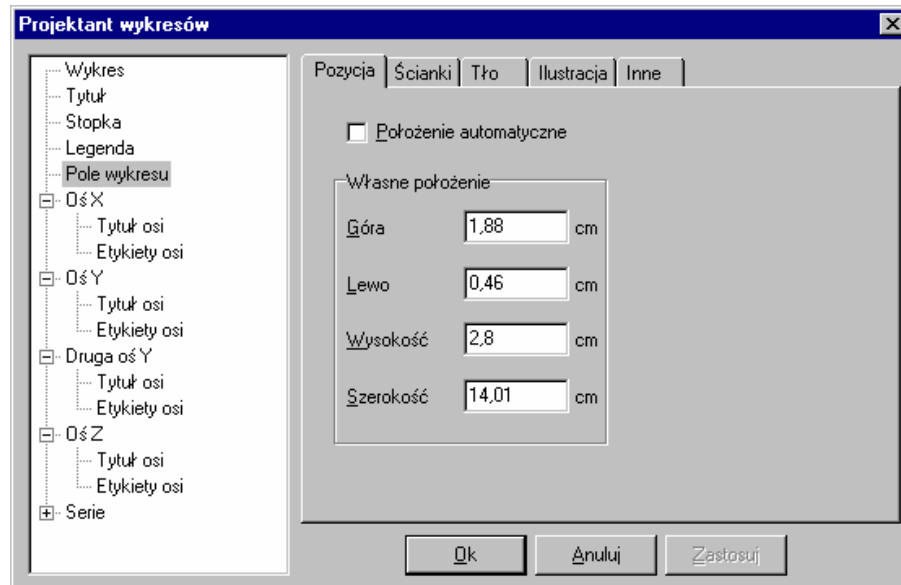 Projektant wykresów
Wykres
Tytuł
Stopka
Legenda
Pole wykresu
Oś X
Tytuł osi
Etykiety osi
Oś Y
Tytuł osi
Etykiety osi
Druga oś Y
Tytuł osi
Etykiety osi
Oś Z
Tytuł osi
Etykiety osi
Serie
Pozycja Ścianki Tło Ilustracja Inne
Położenie automatyczne
Własne położenie
Góra 1,88 cm
Lewo 0,46 cm
Wysokość 2,8 cm
Szerokość 14,01 cm
Ok Anuluj Zastosuj